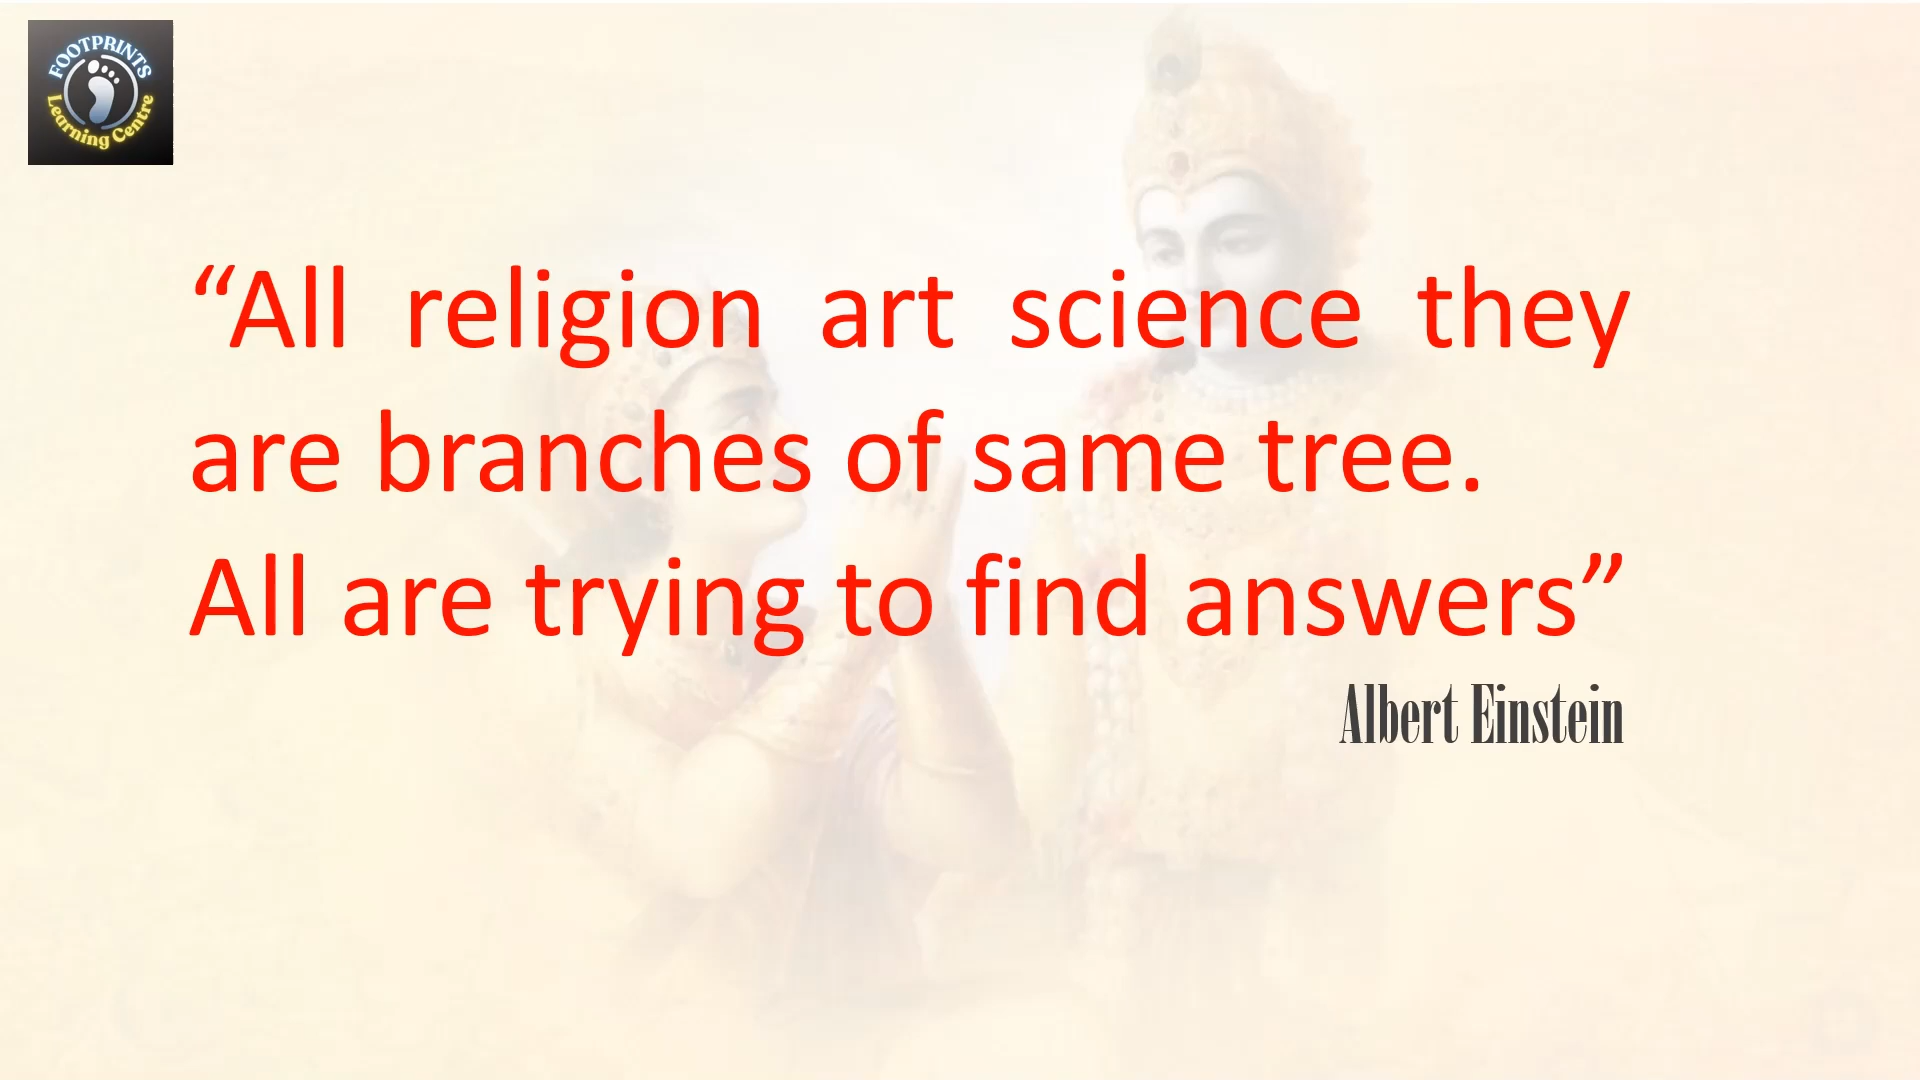 FOOTPRINTS
Learning Centre
“All religion art science they
are branches of same tree.
All are trying to find answers”
Albert Einstein